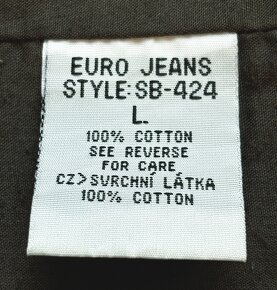 EURO JEANS
STYLE:SB-424
L
100% COTTON
SEE REVERSE
FOR CARE
CZ>SVRCHNÍ LÁTKA
100% COTTON